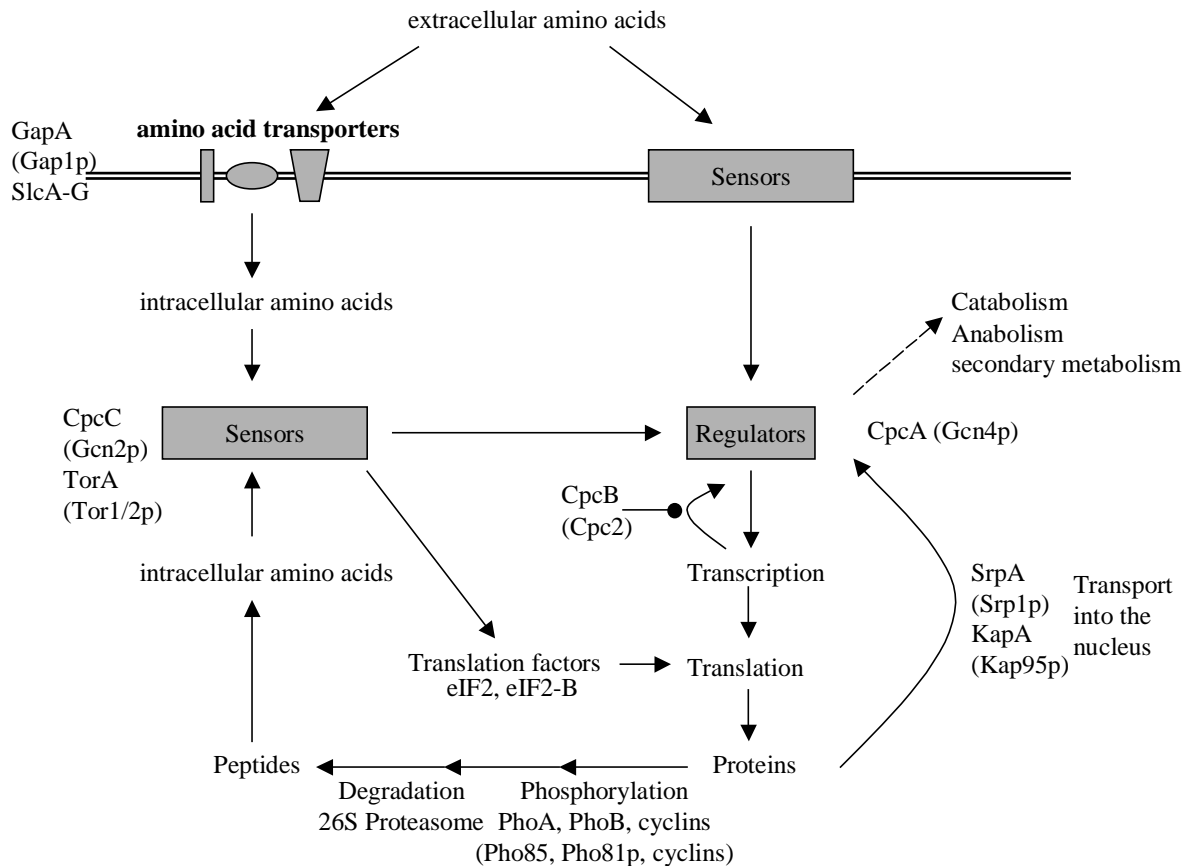 extracellular amino acids
GapA
(Gap1p)
SlcA-G
amino acid transporters
Sensors
intracellular amino acids
Catabolism
Anabolism
secondary metabolism
CpcC
(Gcn2p)
TorA
(Tor1/2p)
Sensors
Regulators
CpcA (Gcn4p)
CpcB
(Cpc2)
intracellular amino acids
Transcription
SrpA
(Srp1p)
KapA
(Kap95p)
Transport
into the
nucleus
Translation factors
eIF2, eIF2-B
Translation
Peptides
Proteins
Degradation
26S Proteasome
Phosphorylation
PhoA, PhoB, cyclins
(Pho85, Pho81p, cyclins)